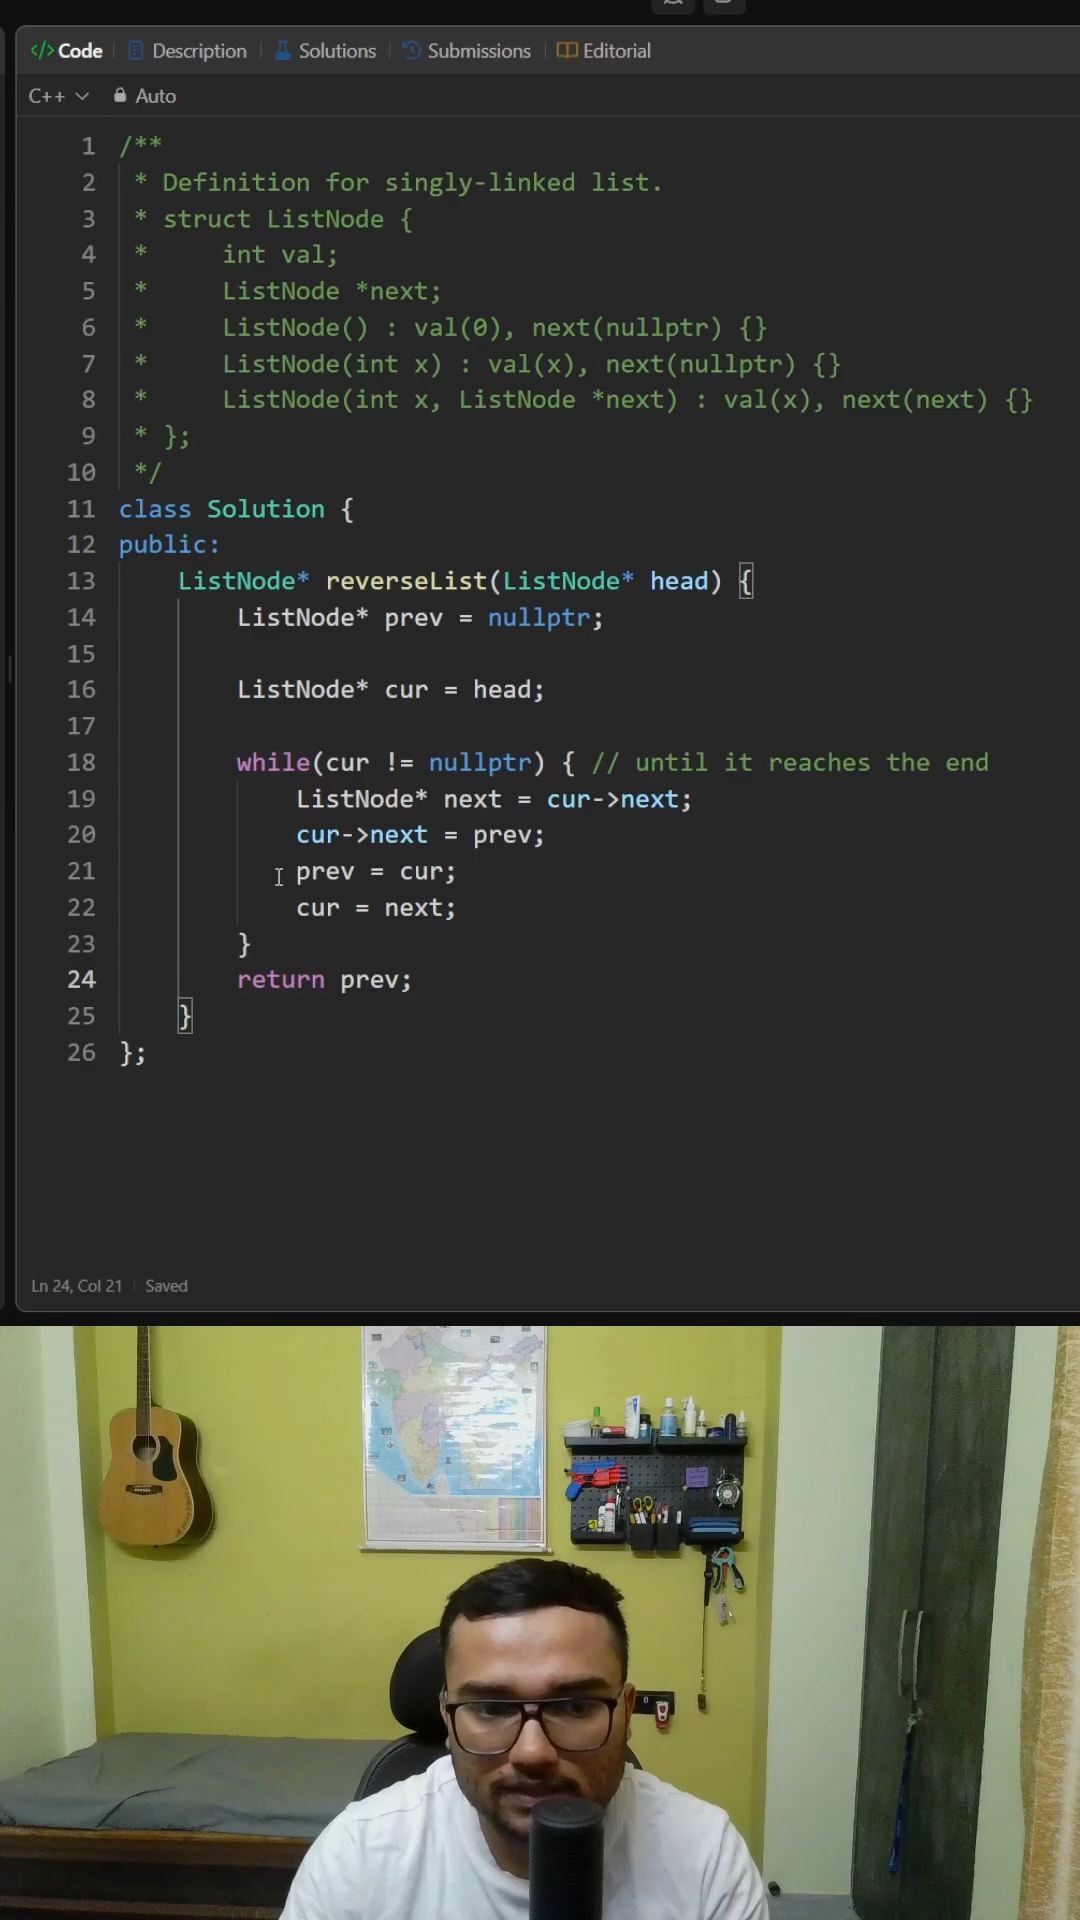 </> Code | Description | Solutions | Submissions | Editorial
C++ Auto
1 /**
2 * Definition for singly-linked list.
3 * struct ListNode {
4 *     int val;
5 *     ListNode *next;
6 *     ListNode() : val(0), next(nullptr) {}
7 *     ListNode(int x) : val(x), next(nullptr) {}
8 *     ListNode(int x, ListNode *next) : val(x), next(next) {}
9 * };
10 */
11 class Solution {
12 public:
13     ListNode* reverseList(ListNode* head) {
14         ListNode* prev = nullptr;
15
16         ListNode* cur = head;
17
18         while(cur != nullptr) { // until it reaches the end
19             ListNode* next = cur->next;
20             cur->next = prev;
21             prev = cur;
22             cur = next;
23         }
24         return prev;
25     }
26 };
Ln 24, Col 21 | Saved